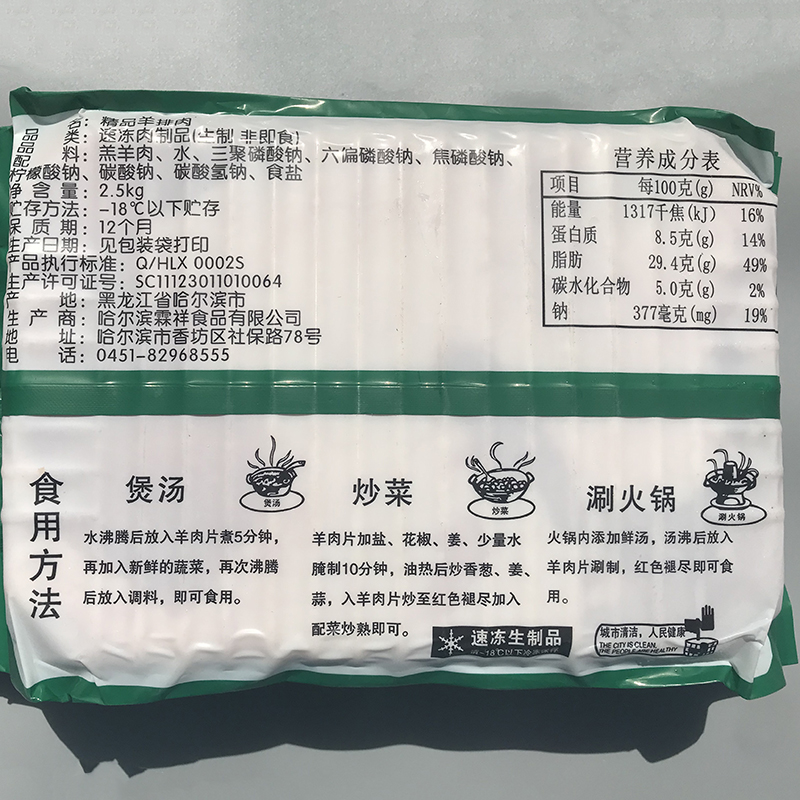 名：精品羊排肉
品 类：速冻肉制品(生制 非即食)
配 料：羔羊肉、水、三聚磷酸钠、六偏磷酸钠、焦磷酸钠、
柠檬酸钠、碳酸钠、碳酸氢钠、食盐
净 含 量：2.5kg
贮存方法：-18℃以下贮存
保 质 期：12个月
生产日期：见包装袋打印
产品执行标准：Q/HLX 0002S
生产许可证号：SC11123011010064
产 地：黑龙江省哈尔滨市
生 产 商：哈尔滨霖祥食品有限公司
地 址：哈尔滨市香坊区社保路78号
电 话：0451-82968555
营养成分表
项目 每100克(g) NRV%
能量 1317千焦(kJ) 16%
蛋白质 8.5克(g) 14%
脂肪 29.4克(g) 49%
碳水化合物 5.0克(g) 2%
钠 377毫克(mg) 19%
食用方法
煲汤
煲汤
水沸腾后放入羊肉片煮5分钟，
再加入新鲜的蔬菜，再次沸腾
后放入调料，即可食用。
炒菜
炒菜
羊肉片加盐、花椒、姜、少量水
腌制10分钟，油热后炒香葱、姜、
蒜，入羊肉片炒至红色褪尽加入
配菜炒熟即可。
涮火锅
涮火锅
火锅内添加鲜汤，汤沸后放入
羊肉片涮制，红色褪尽即可食
用。
速冻生制品
-18℃以下冷冻保存
城市清洁，人民健康
THE CITY IS CLEAN,
THE PEOPLE ARE HEALTHY